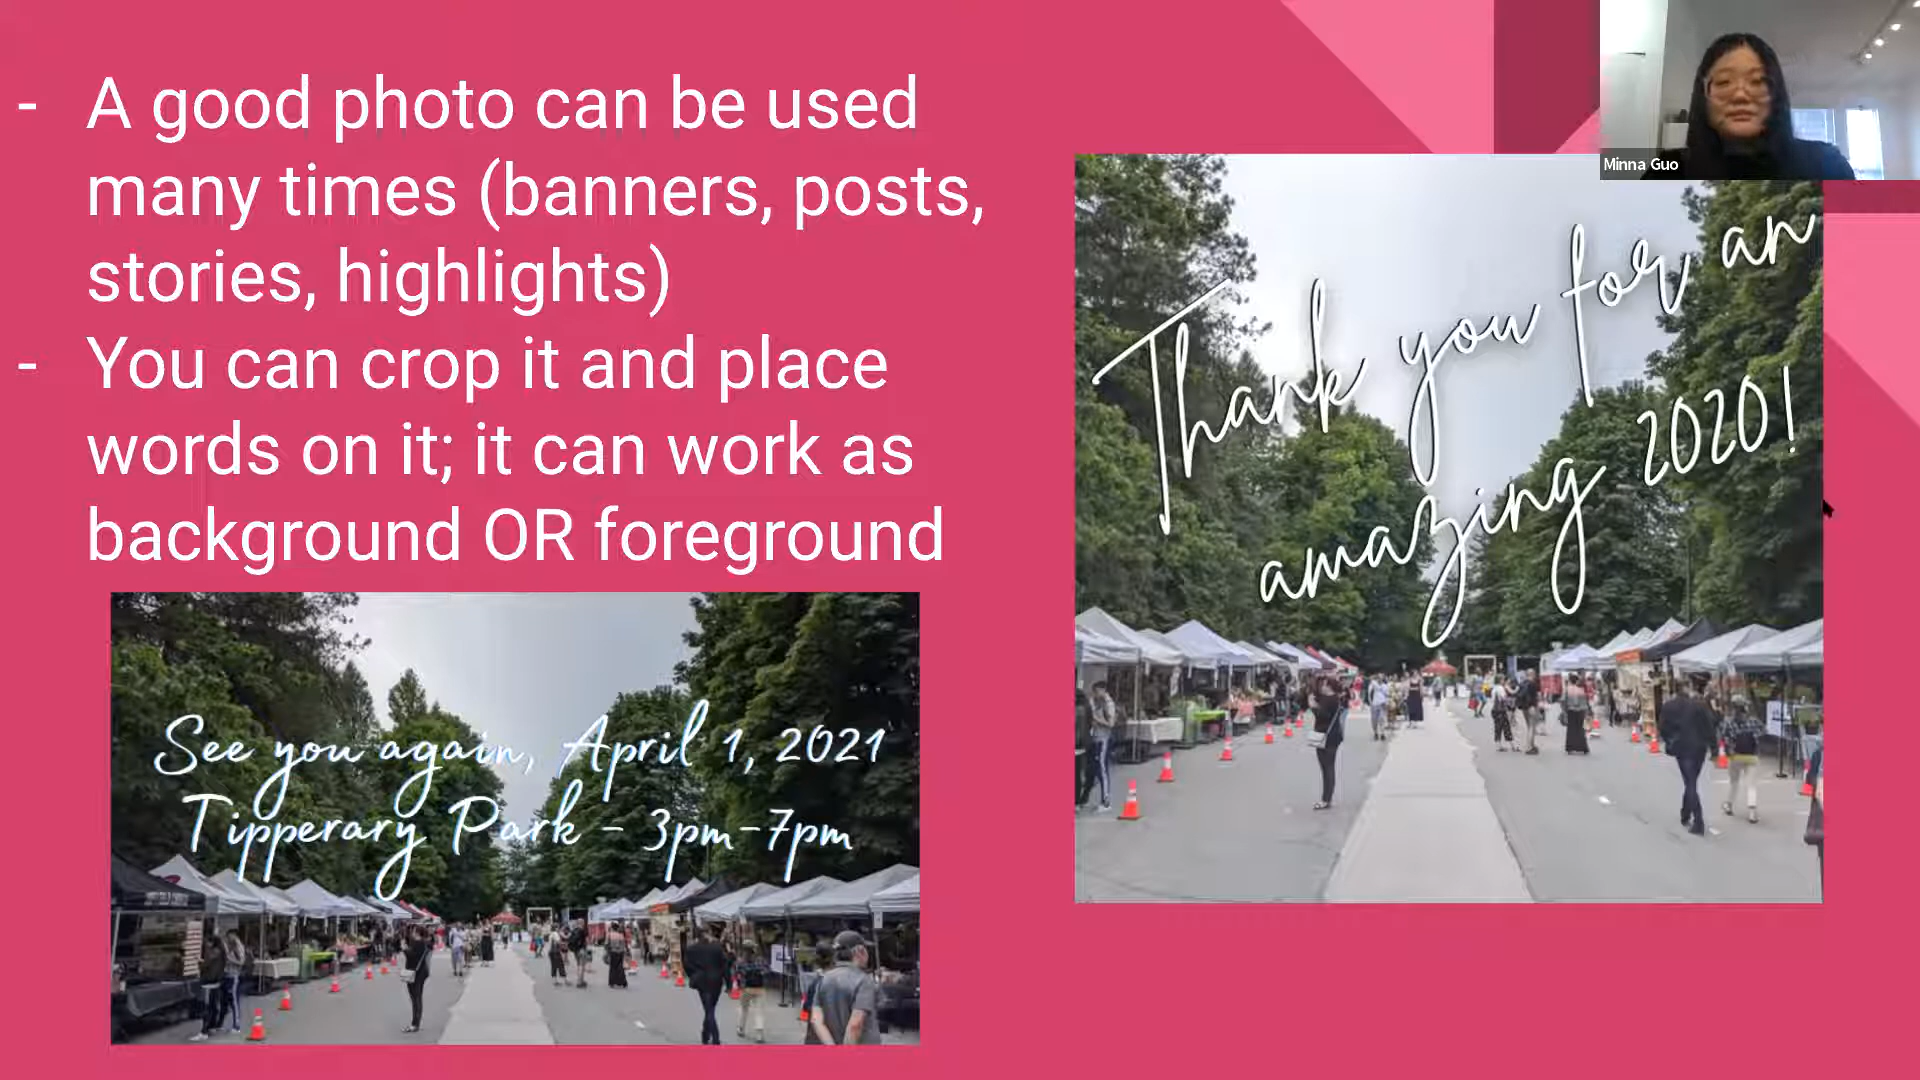 - A good photo can be used
many times (banners, posts,
stories, highlights)
- You can crop it and place
words on it; it can work as
background OR foreground
See you again, April 1, 2021
Tipperary Park - 3pm-7pm
Thank you for an
amazing 2020!
Minna Guo